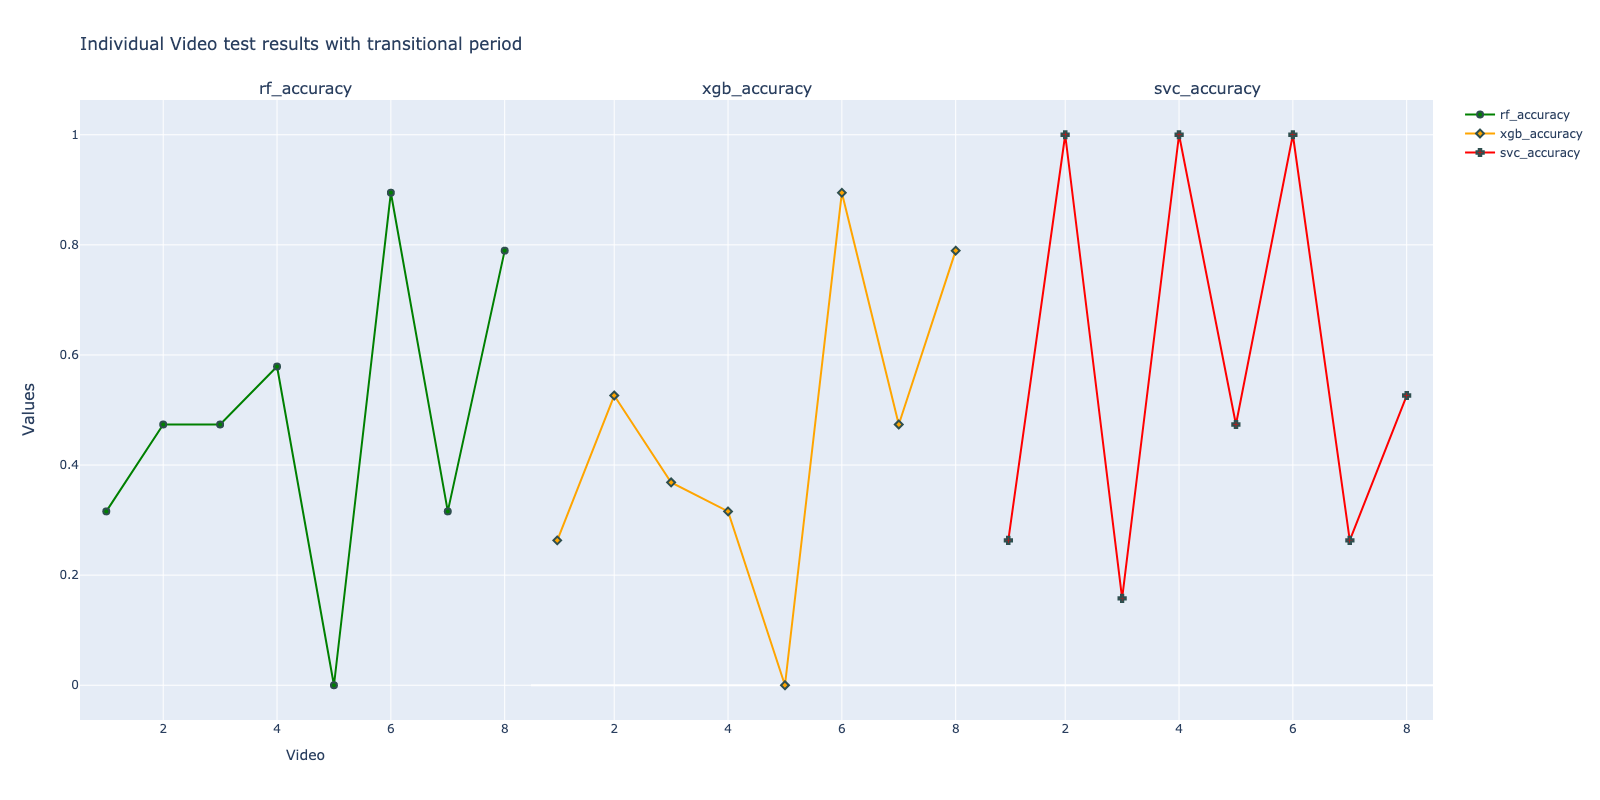 Individual Video test results with transitional period
rf_accuracy
xgb_accuracy
svc_accuracy
rf_accuracy
xgb_accuracy
svc_accuracy
1
0.8
0.6
0.4
0.2
0
Values
2 4 6 8
2 4 6 8
2 4 6 8
Video